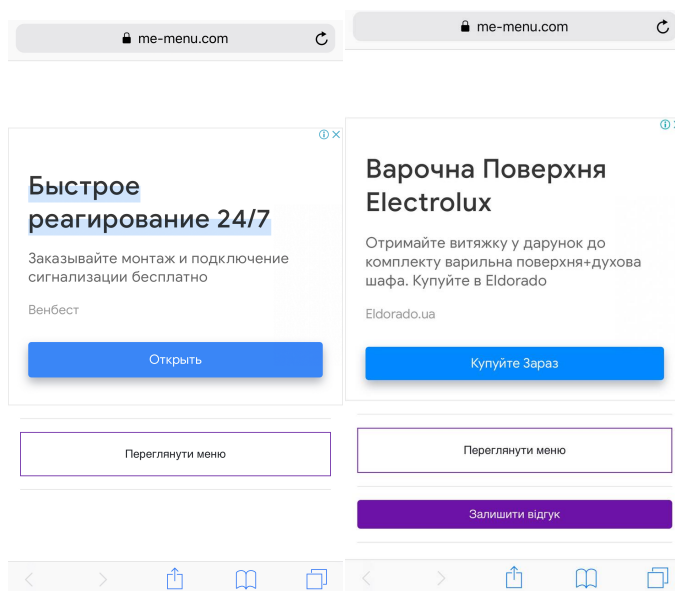 me-menu.com
Быстрое
реагирование 24/7
Заказывайте монтаж и подключение
сигнализации бесплатно
Венбест
Открыть
Переглянути меню
me-menu.com
Варочна Поверхня
Electrolux
Отримайте витяжку у дарунок до
комплекту варильна поверхня+духова
шафа. Купуйте в Eldorado
Eldorado.ua
Купуйте Зараз
Переглянути меню
Залишити відгук